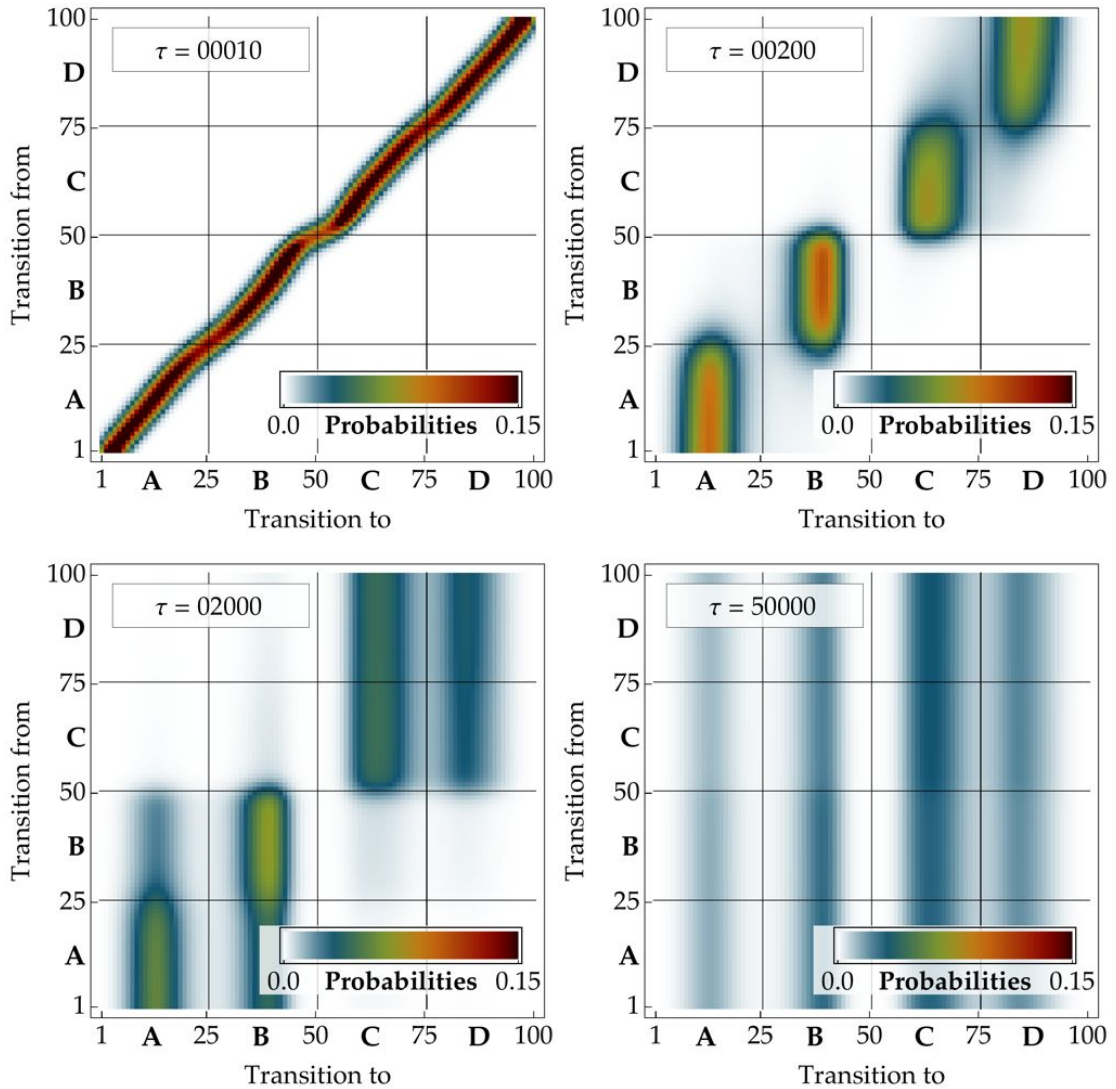 τ = 00010
100
D
75
C
50
B
25
A
1
Transition from
0.0 Probabilities 0.15
1 A 25 B 50 C 75 D 100
Transition to
τ = 00200
100
D
75
C
50
B
25
A
1
Transition from
0.0 Probabilities 0.15
1 A 25 B 50 C 75 D 100
Transition to
τ = 02000
100
D
75
C
50
B
25
A
1
Transition from
0.0 Probabilities 0.15
1 A 25 B 50 C 75 D 100
Transition to
τ = 50000
100
D
75
C
50
B
25
A
1
Transition from
0.0 Probabilities 0.15
1 A 25 B 50 C 75 D 100
Transition to